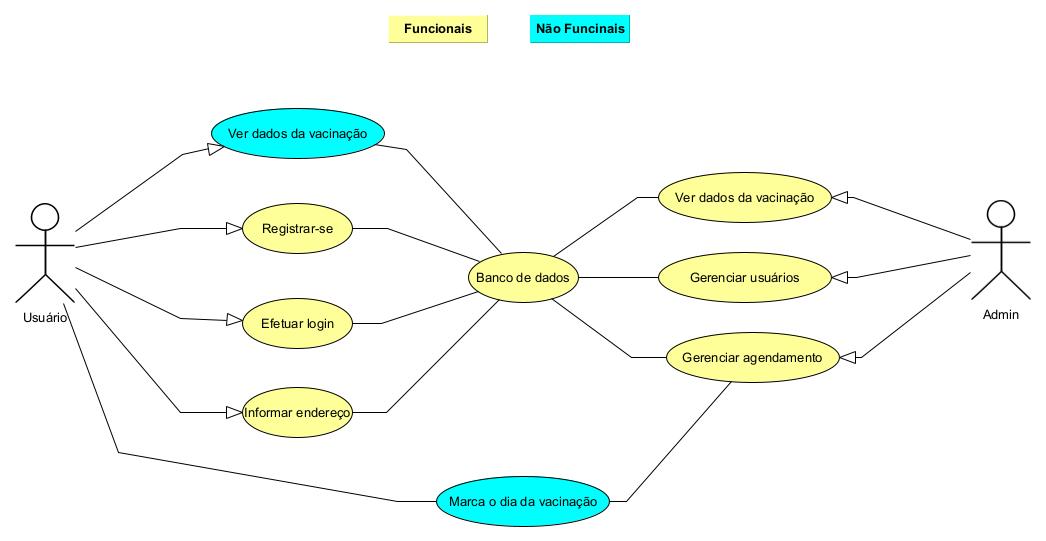 Funcionais
Não Funcinais
Ver dados da vacinação
Ver dados da vacinação
Registrar-se
Banco de dados
Gerenciar usuários
Usuário
Admin
Efetuar login
Gerenciar agendamento
Informar endereço
Marca o dia da vacinação